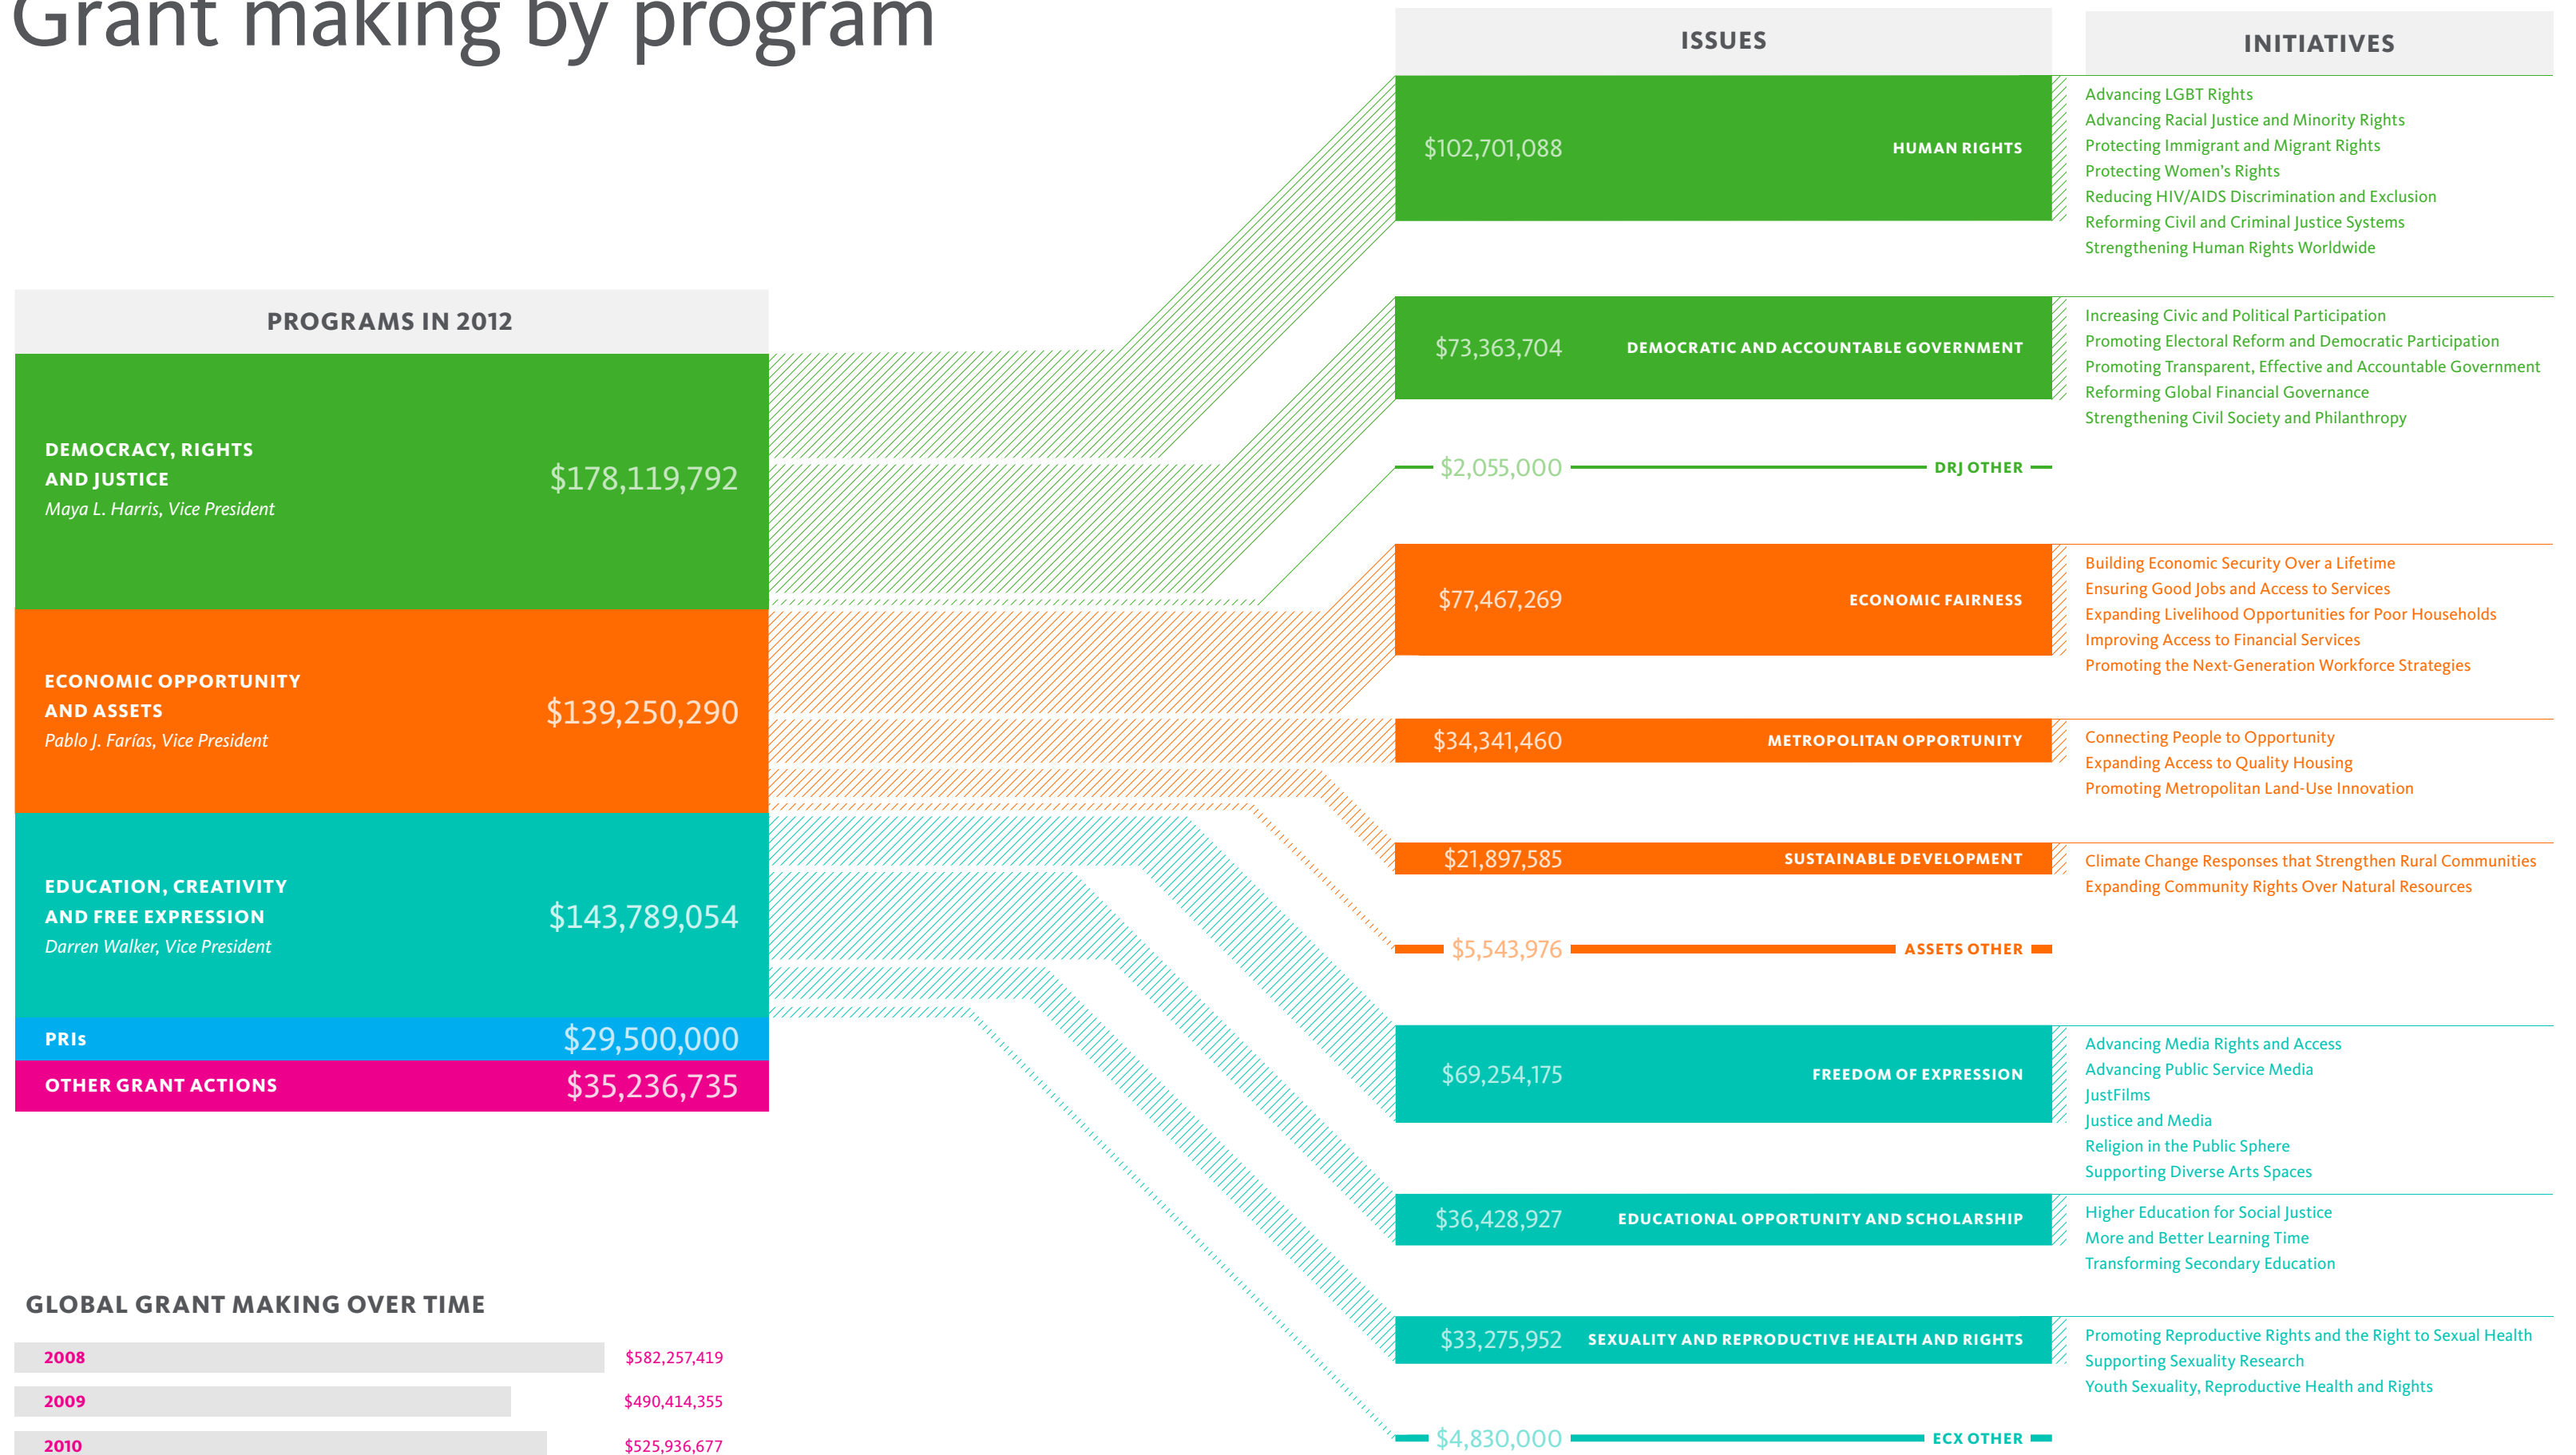 Grant making by program
PROGRAMS IN 2012
DEMOCRACY, RIGHTS
AND JUSTICE
Maya L. Harris, Vice President
$178,119,792
ECONOMIC OPPORTUNITY
AND ASSETS
Pablo J. Farías, Vice President
$139,250,290
EDUCATION, CREATIVITY
AND FREE EXPRESSION
Darren Walker, Vice President
$143,789,054
PRIs $29,500,000
OTHER GRANT ACTIONS $35,236,735
GLOBAL GRANT MAKING OVER TIME
2008 $582,257,419
2009 $490,414,355
2010 $525,936,677
ISSUES
INITIATIVES
$102,701,088 HUMAN RIGHTS
Advancing LGBT Rights
Advancing Racial Justice and Minority Rights
Protecting Immigrant and Migrant Rights
Protecting Women's Rights
Reducing HIV/AIDS Discrimination and Exclusion
Reforming Civil and Criminal Justice Systems
Strengthening Human Rights Worldwide
$73,363,704 DEMOCRATIC AND ACCOUNTABLE GOVERNMENT
Increasing Civic and Political Participation
Promoting Electoral Reform and Democratic Participation
Promoting Transparent, Effective and Accountable Government
Reforming Global Financial Governance
Strengthening Civil Society and Philanthropy
$2,055,000 DRJ OTHER
$77,467,269 ECONOMIC FAIRNESS
Building Economic Security Over a Lifetime
Ensuring Good Jobs and Access to Services
Expanding Livelihood Opportunities for Poor Households
Improving Access to Financial Services
Promoting the Next-Generation Workforce Strategies
$34,341,460 METROPOLITAN OPPORTUNITY
Connecting People to Opportunity
Expanding Access to Quality Housing
Promoting Metropolitan Land-Use Innovation
$21,897,585 SUSTAINABLE DEVELOPMENT
Climate Change Responses that Strengthen Rural Communities
Expanding Community Rights Over Natural Resources
$5,543,976 ASSETS OTHER
$69,254,175 FREEDOM OF EXPRESSION
Advancing Media Rights and Access
Advancing Public Service Media
JustFilms
Justice and Media
Religion in the Public Sphere
Supporting Diverse Arts Spaces
$36,428,927 EDUCATIONAL OPPORTUNITY AND SCHOLARSHIP
Higher Education for Social Justice
More and Better Learning Time
Transforming Secondary Education
$33,275,952 SEXUALITY AND REPRODUCTIVE HEALTH AND RIGHTS
Promoting Reproductive Rights and the Right to Sexual Health
Supporting Sexuality Research
Youth Sexuality, Reproductive Health and Rights
$4,830,000 ECX OTHER